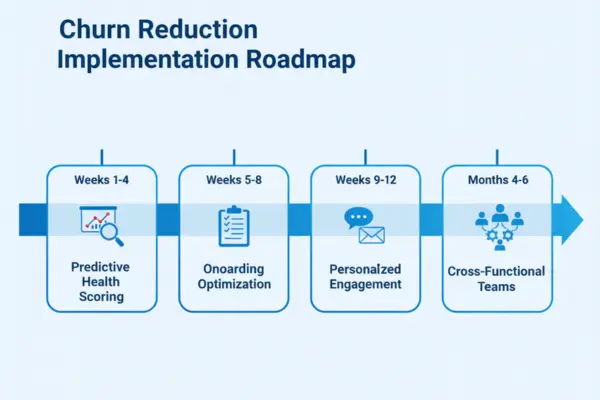 Churn Reduction
Implementation Roadmap
Weeks 1-4
Predictive
Health
Scoring
Weeks 5-8
Onoarding
Optimization
Weeks 9-12
Personalized
Engagement
Months 4-6
Cross-Functional
Teams